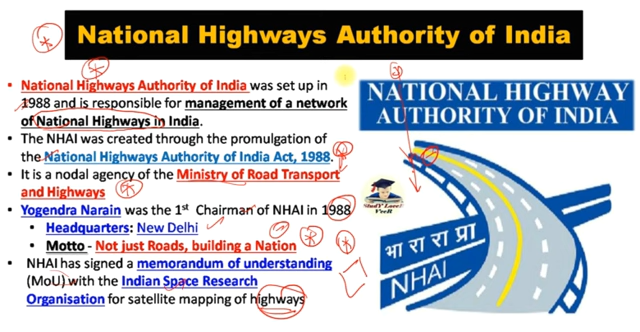 National Highways Authority of India
• National Highways Authority of India was set up in
1988 and is responsible for management of a network
of National Highways in India.
• The NHAI was created through the promulgation of
the National Highways Authority of India Act, 1988.
• It is a nodal agency of the Ministry of Road Transport
and Highways
• Yogendra Narain was the 1st Chairman of NHAI in 1988
• Headquarters: New Delhi
• Motto - Not just Roads, building a Nation
• NHAI has signed a memorandum of understanding
(MoU) with the Indian Space Research
Organisation for satellite mapping of highways
NATIONAL HIGHWAY
AUTHORITY OF INDIA
StudY LoveR
VeeR
भा रा रा प्रा
NHAI